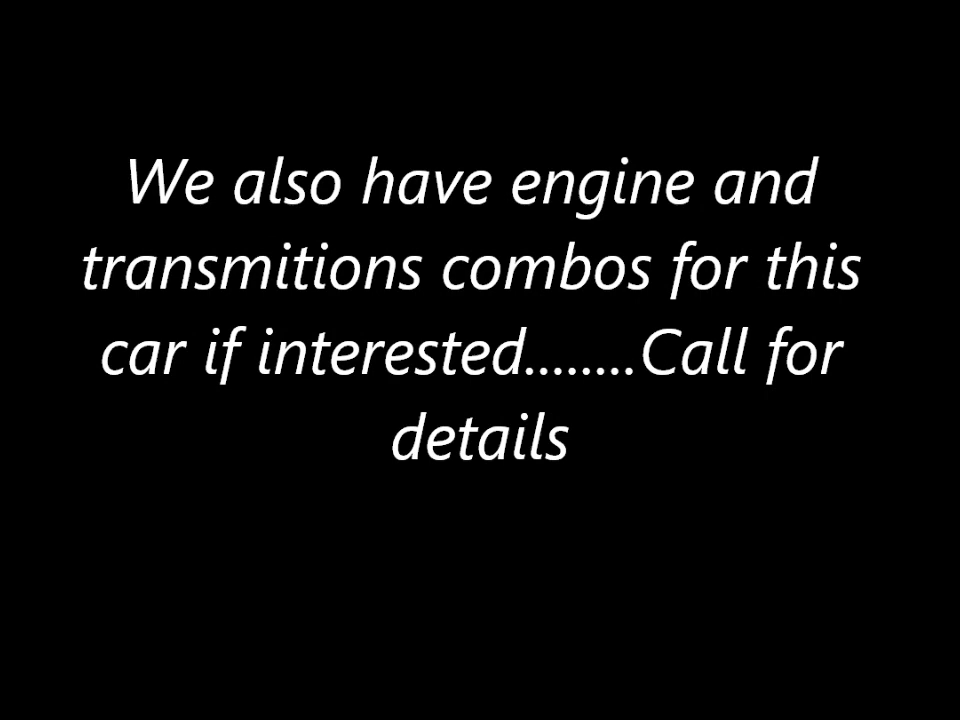 We also have engine and
transmitions combos for this
car if interested........Call for
details